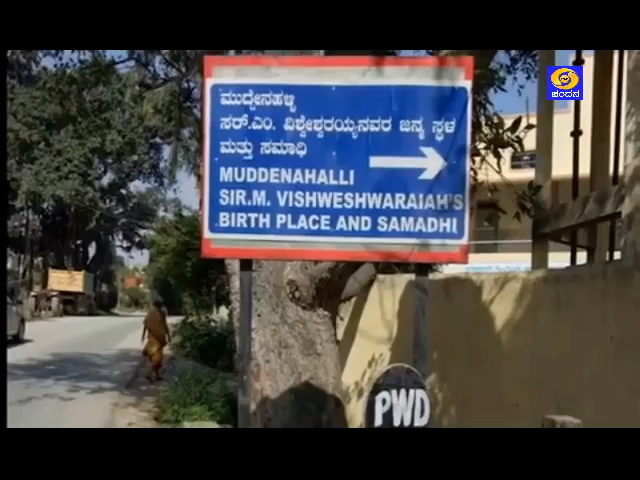 ಚಂದನ
ಮುದ್ದೇನಹಳ್ಳಿ
ಸರ್.ಎಂ. ವಿಶ್ವೇಶ್ವರಯ್ಯನವರ ಜನ್ಮ ಸ್ಥಳ
ಮತ್ತು ಸಮಾಧಿ
MUDDENAHALLI
SIR.M. VISHWESHWARAIAH'S
BIRTH PLACE AND SAMADHI
PWD